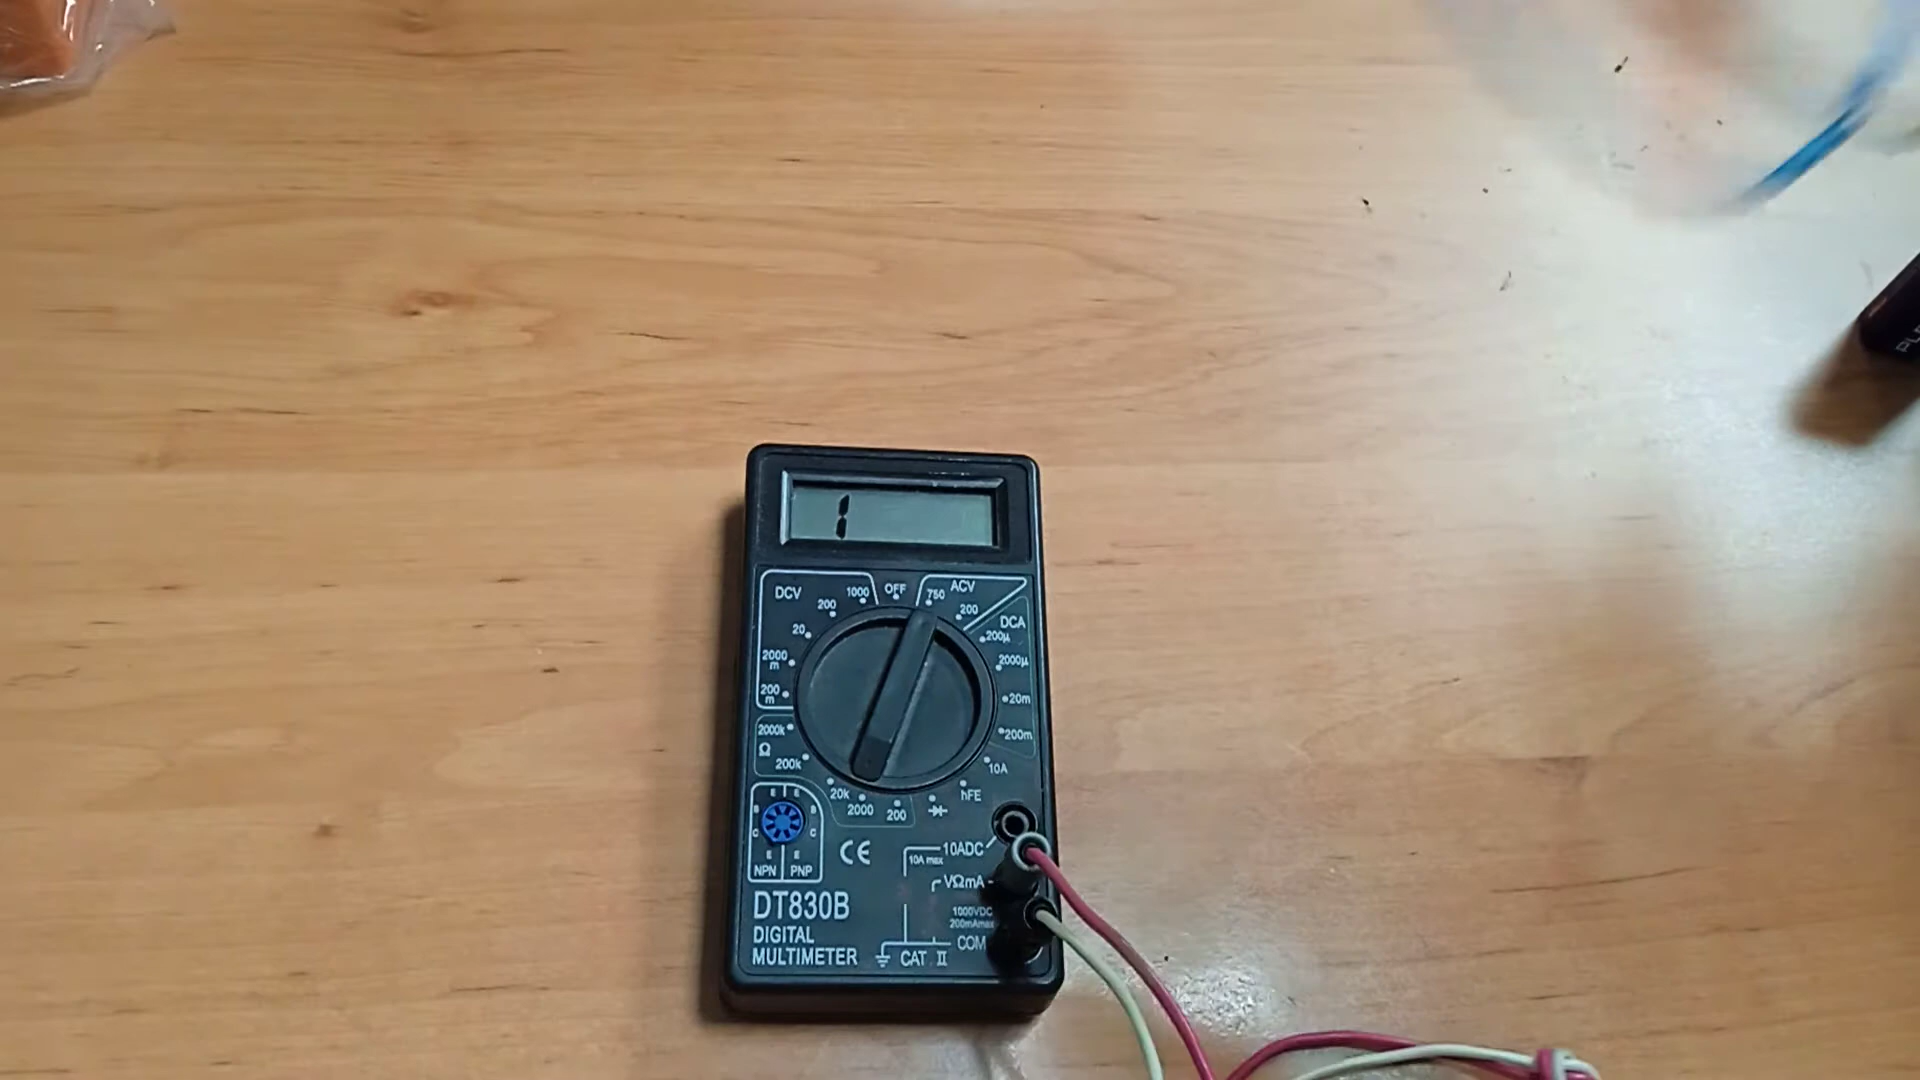 1
DCV
200
1000
OFF
750
ACV
200
20
DCA
200µ
2000
m
2000µ
200
m
20m
2000k
200m
Ω
200k
10A
20k
2000
200
hFE
E E
B B
C C
E E
NPN PNP
CE
10ADC
10A max
VΩmA
1000VDC
200mAmax
COM
DT830B
DIGITAL
MULTIMETER
CAT II